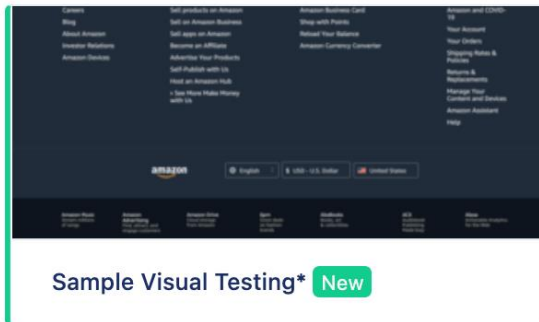 Careers
Blog
About Amazon
Investor Relations
Amazon Devices
Sell products on Amazon
Sell on Amazon Business
Sell apps on Amazon
Become an Affiliate
Advertise Your Products
Self-Publish with Us
Host an Amazon Hub
› See More Make Money
with Us
Amazon Business Card
Shop with Points
Reload Your Balance
Amazon Currency Converter
Amazon and COVID-
19
Your Account
Your Orders
Shipping Rates &
Policies
Returns &
Replacements
Manage Your
Content and Devices
Amazon Assistant
Help
amazon
English
$ USD - U.S. Dollar
United States
Amazon Music
Amazon
Advertising
Amazon Drive
Sample Visual Testing* New